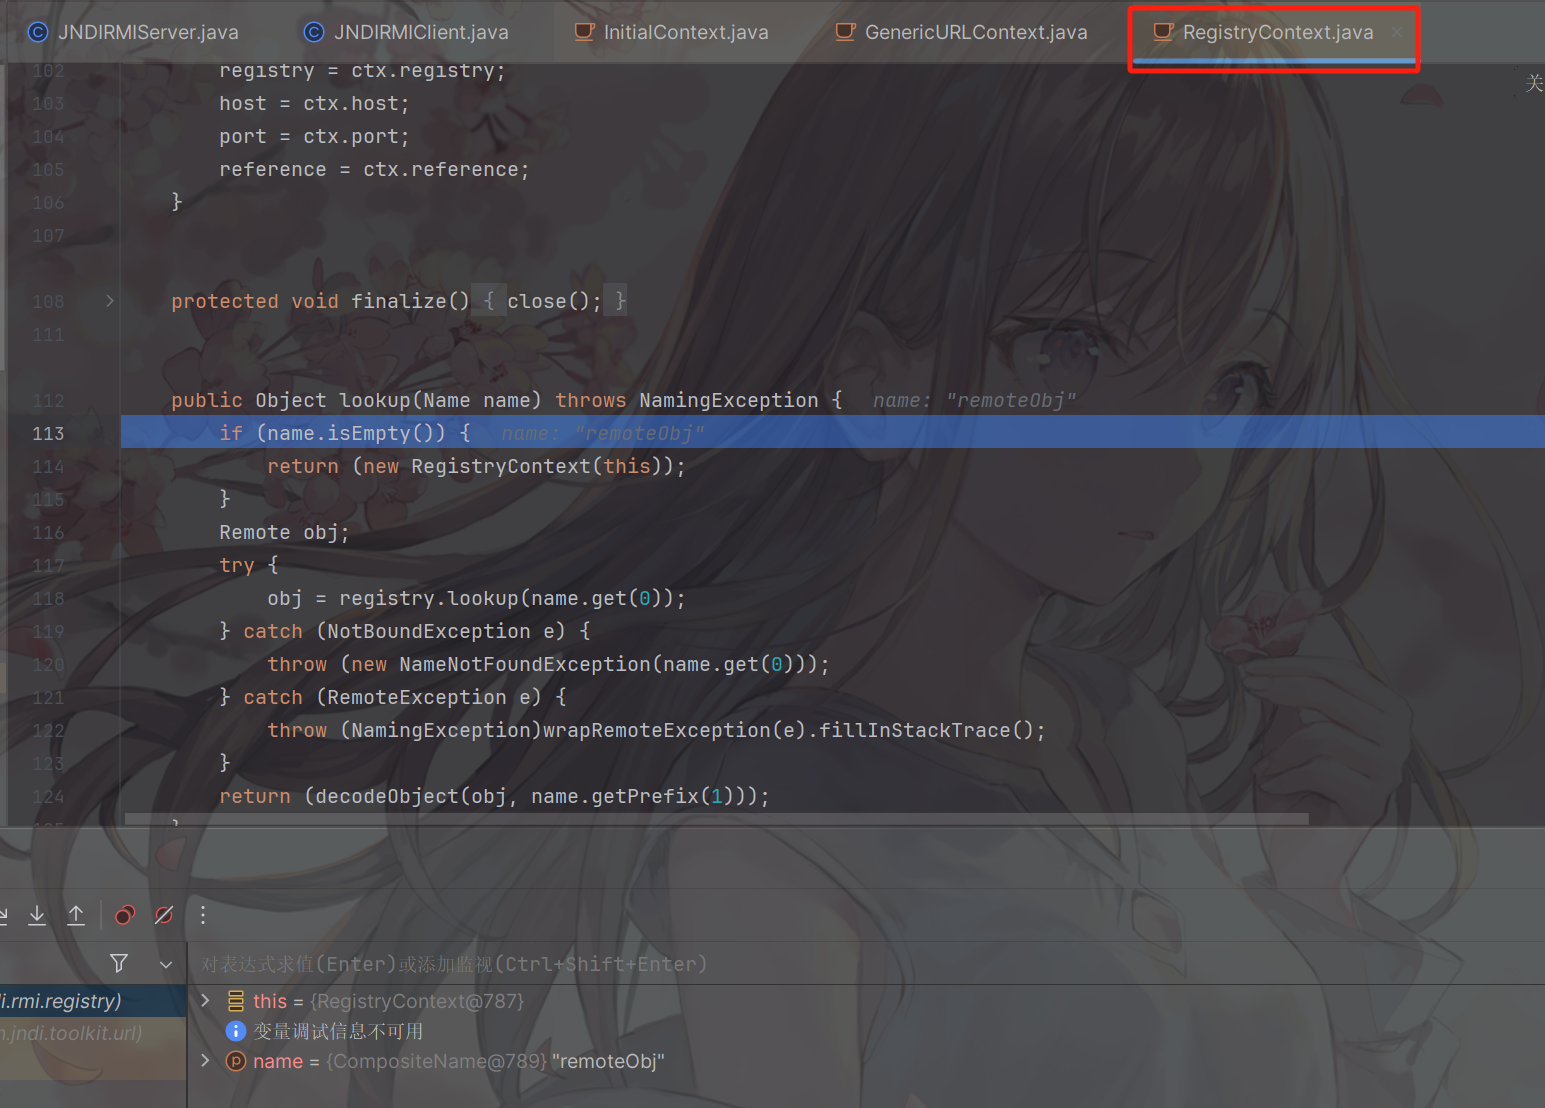 JNDIRMIServer.java JNDIRMIClient.java InitialContext.java GenericURLContext.java RegistryContext.java
关
102 registry = ctx.registry;
103 host = ctx.host;
104 port = ctx.port;
105 reference = ctx.reference;
106 }
107
108 protected void finalize() { close(); }
111
112 public Object lookup(Name name) throws NamingException { name: "remoteObj"
113 if (name.isEmpty()) { name: "remoteObj"
114 return (new RegistryContext(this));
115 }
116 Remote obj;
117 try {
118 obj = registry.lookup(name.get(0));
119 } catch (NotBoundException e) {
120 throw (new NameNotFoundException(name.get(0)));
121 } catch (RemoteException e) {
122 throw (NamingException)wrapRemoteException(e).fillInStackTrace();
123 }
124 return (decodeObject(obj, name.getPrefix(1)));
对表达式求值(Enter)或添加监视(Ctrl+Shift+Enter)
i.rmi.registry) this = {RegistryContext@787}
.jndi.toolkit.url) 变量调试信息不可用
name = {CompositeName@789} "remoteObj"